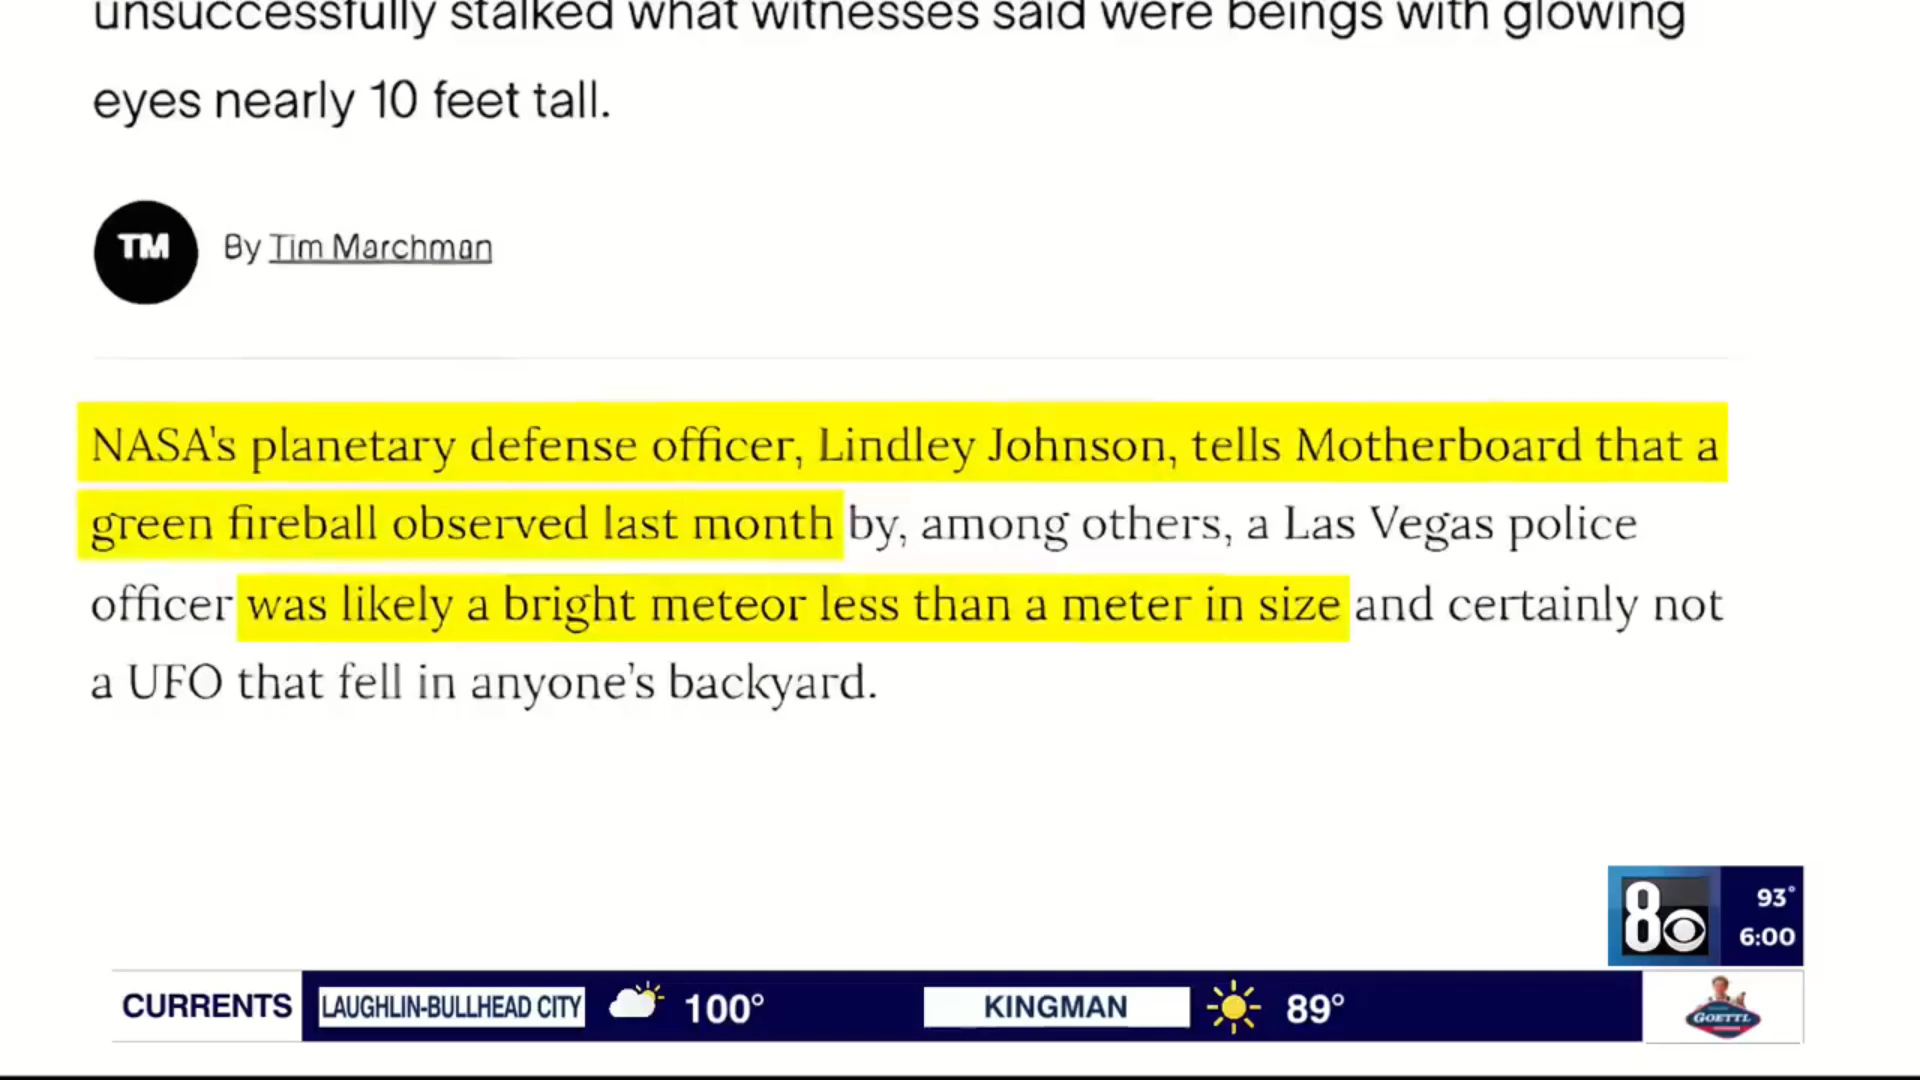 unsuccessfully stalked what witnesses said were beings with glowing
eyes nearly 10 feet tall.
TM
By Tim Marchman
NASA's planetary defense officer, Lindley Johnson, tells Motherboard that a
green fireball observed last month by, among others, a Las Vegas police
officer was likely a bright meteor less than a meter in size and certainly not
a UFO that fell in anyone's backyard.
8
93°
6:00
CURRENTS LAUGHLIN-BULLHEAD CITY 100° KINGMAN 89°
GOETTL